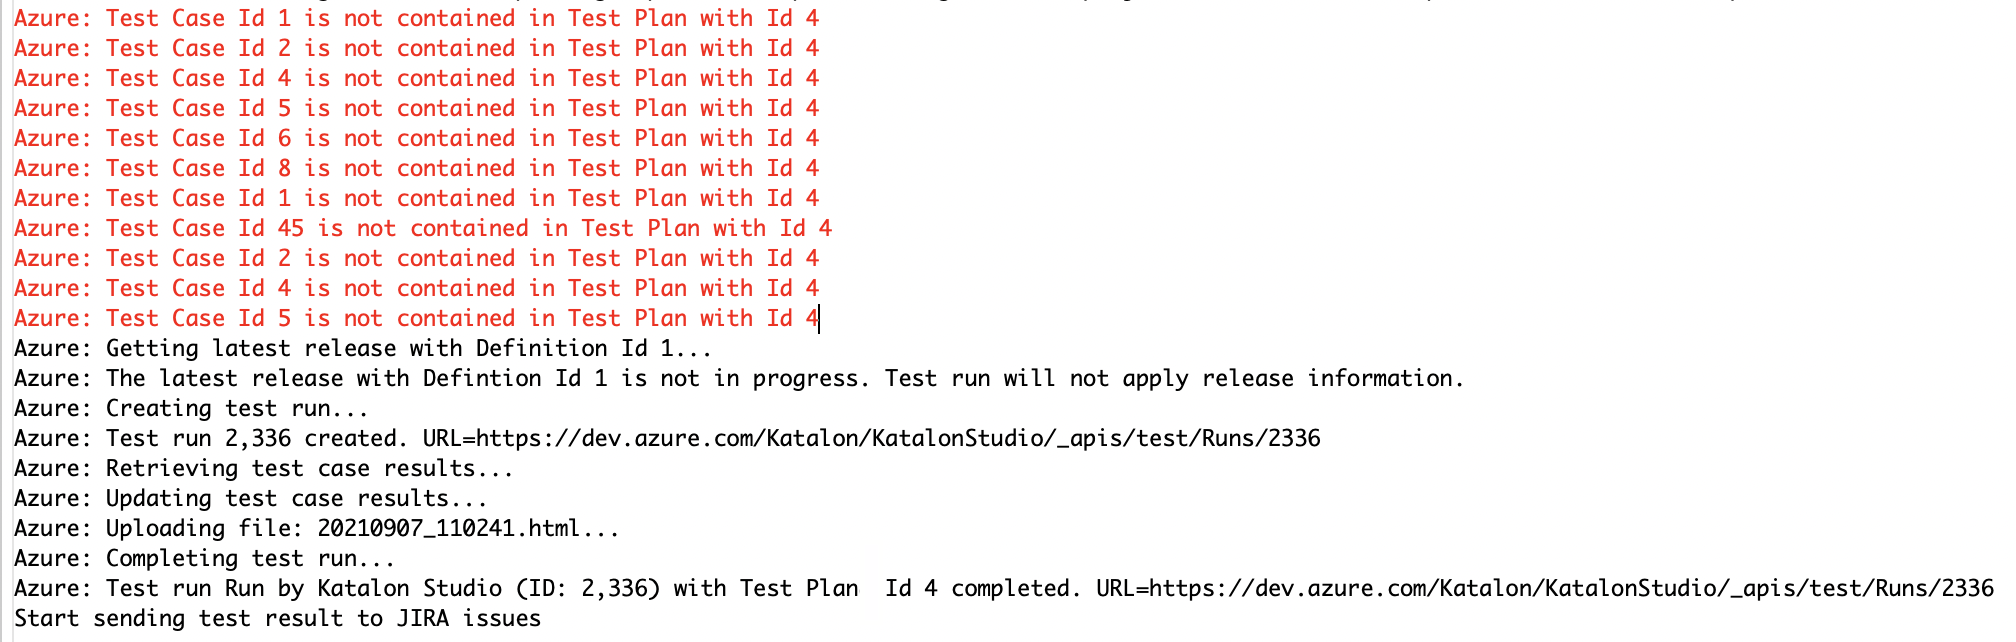 Azure: Test Case Id 1 is not contained in Test Plan with Id 4
Azure: Test Case Id 2 is not contained in Test Plan with Id 4
Azure: Test Case Id 4 is not contained in Test Plan with Id 4
Azure: Test Case Id 5 is not contained in Test Plan with Id 4
Azure: Test Case Id 6 is not contained in Test Plan with Id 4
Azure: Test Case Id 8 is not contained in Test Plan with Id 4
Azure: Test Case Id 1 is not contained in Test Plan with Id 4
Azure: Test Case Id 45 is not contained in Test Plan with Id 4
Azure: Test Case Id 2 is not contained in Test Plan with Id 4
Azure: Test Case Id 4 is not contained in Test Plan with Id 4
Azure: Test Case Id 5 is not contained in Test Plan with Id 4
Azure: Getting latest release with Definition Id 1...
Azure: The latest release with Defintion Id 1 is not in progress. Test run will not apply release information.
Azure: Creating test run...
Azure: Test run 2,336 created. URL=https://dev.azure.com/Katalon/KatalonStudio/_apis/test/Runs/2336
Azure: Retrieving test case results...
Azure: Updating test case results...
Azure: Uploading file: 20210907_110241.html...
Azure: Completing test run...
Azure: Test run Run by Katalon Studio (ID: 2,336) with Test Plan  Id 4 completed. URL=https://dev.azure.com/Katalon/KatalonStudio/_apis/test/Runs/2336
Start sending test result to JIRA issues